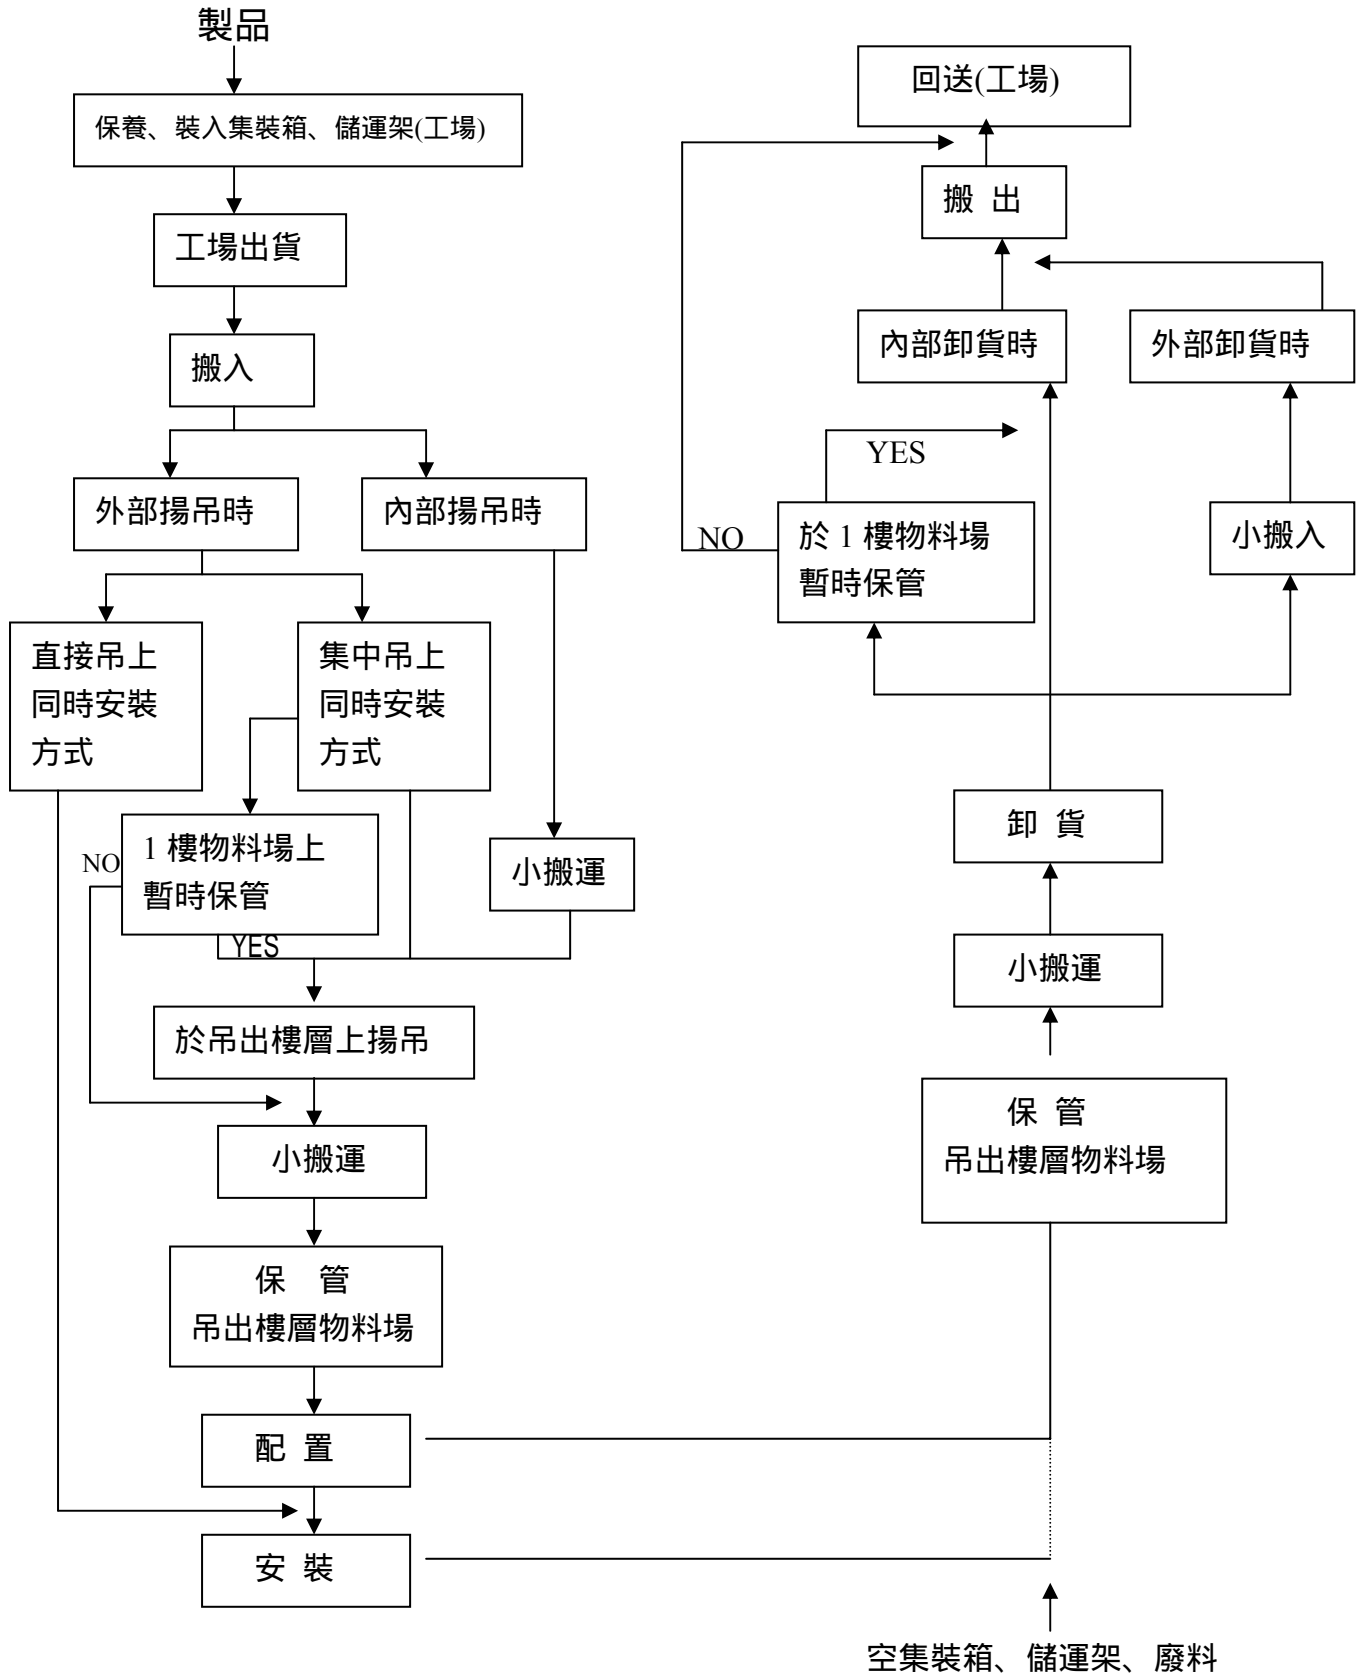 製品
保養、裝入集裝箱、儲運架(工場)
工場出貨
搬入
外部揚吊時
內部揚吊時
直接吊上
同時安裝
方式
集中吊上
同時安裝
方式
NO
1 樓物料場上
暫時保管
YES
小搬運
於吊出樓層上揚吊
小搬運
保 管
吊出樓層物料場
配 置
安 裝
回送(工場)
搬 出
內部卸貨時
外部卸貨時
YES
NO
於 1 樓物料場
暫時保管
小搬入
卸 貨
小搬運
保 管
吊出樓層物料場
空集裝箱、儲運架、廢料